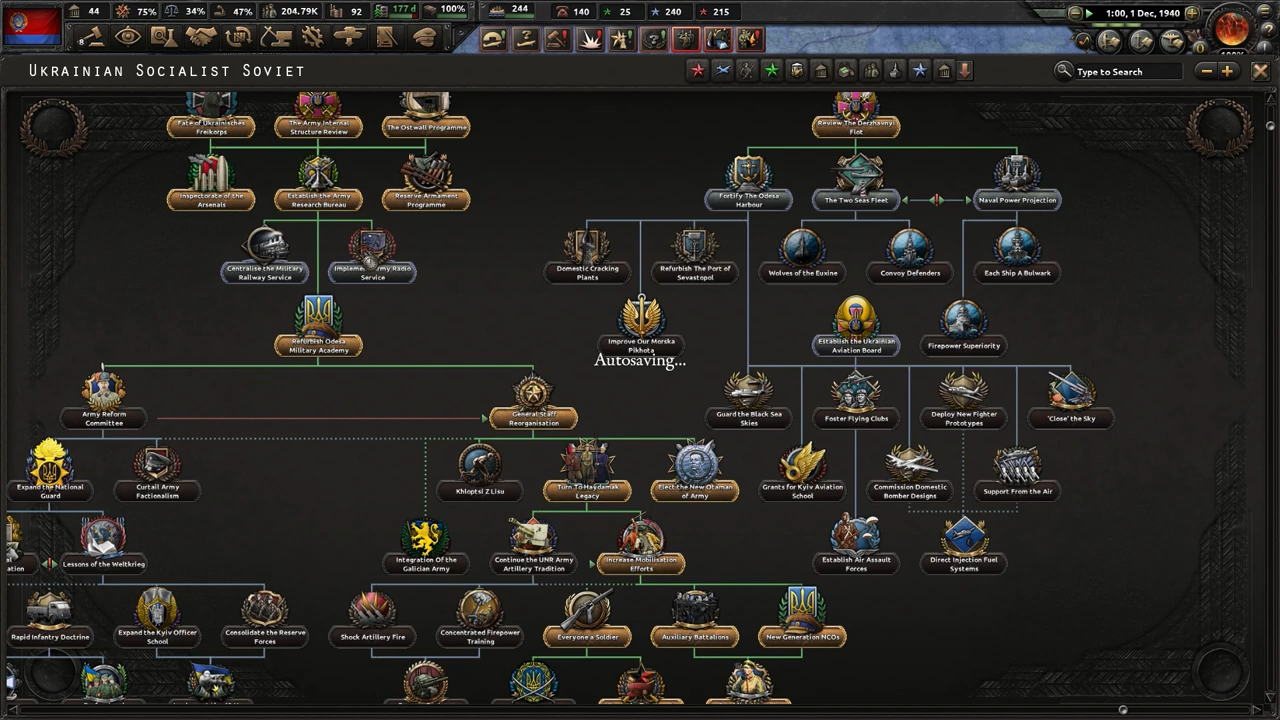 44 75% 34% 47% 204.79K 92 177 d 100% 244 140 25 240 215 1:00, 1 Dec, 1940
8
0
UKRAINIAN SOCIALIST SOVIET
Type to Search
Fate of Ukrainisches
Freikorps
The Army Internal
Structure Review
The Ostwall Programme
Review The Derzhavnyi
Flot
Inspectorate of the
Arsenals
Establish the Army
Research Bureau
Reserve Armament
Programme
Fortify The Odesa
Harbour
The Two Seas Fleet
Naval Power Projection
Centralise the Military
Railway Service
Army Radio
Service
Domestic Cracking
Plants
Refurbish The Port of
Sevastopol
Wolves of the Euxine
Convoy Defenders
Each Ship A Bulwark
Refurbish Odesa
Military Academy
Improve Our Morska
Pikhota
Establish the Ukrainian
Aviation Board
Firepower Superiority
Autosaving...
Army Reform
Committee
General Staff
Reorganisation
Guard the Black Sea
Skies
Foster Flying Clubs
Deploy New Fighter
Prototypes
'Close' the Sky
Expand the National
Guard
Curtail Army
Factionalism
Khloptsi Z Lisu
Turn To Haydamak
Legacy
Elect the New Otaman
of Army
Grants for Kyiv Aviation
School
Commission Domestic
Bomber Designs
Support From the Air
Lessons of the Weltkrieg
Integration Of the
Galician Army
Continue the UNR Army
Artillery Tradition
Increase Mobilisation
Efforts
Establish Air Assault
Forces
Direct Injection Fuel
Systems
Rapid Infantry Doctrine
Expand the Kyiv Officer
School
Consolidate the Reserve
Forces
Shock Artillery Fire
Concentrated Firepower
Training
Everyone a Soldier
Auxiliary Battalions
New Generation NCOs